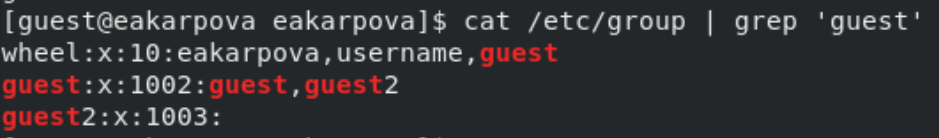 [guest@eakarpova eakarpova]$ cat /etc/group | grep 'guest'
wheel:x:10:eakarpova,username,guest
guest:x:1002:guest,guest2
guest2:x:1003: